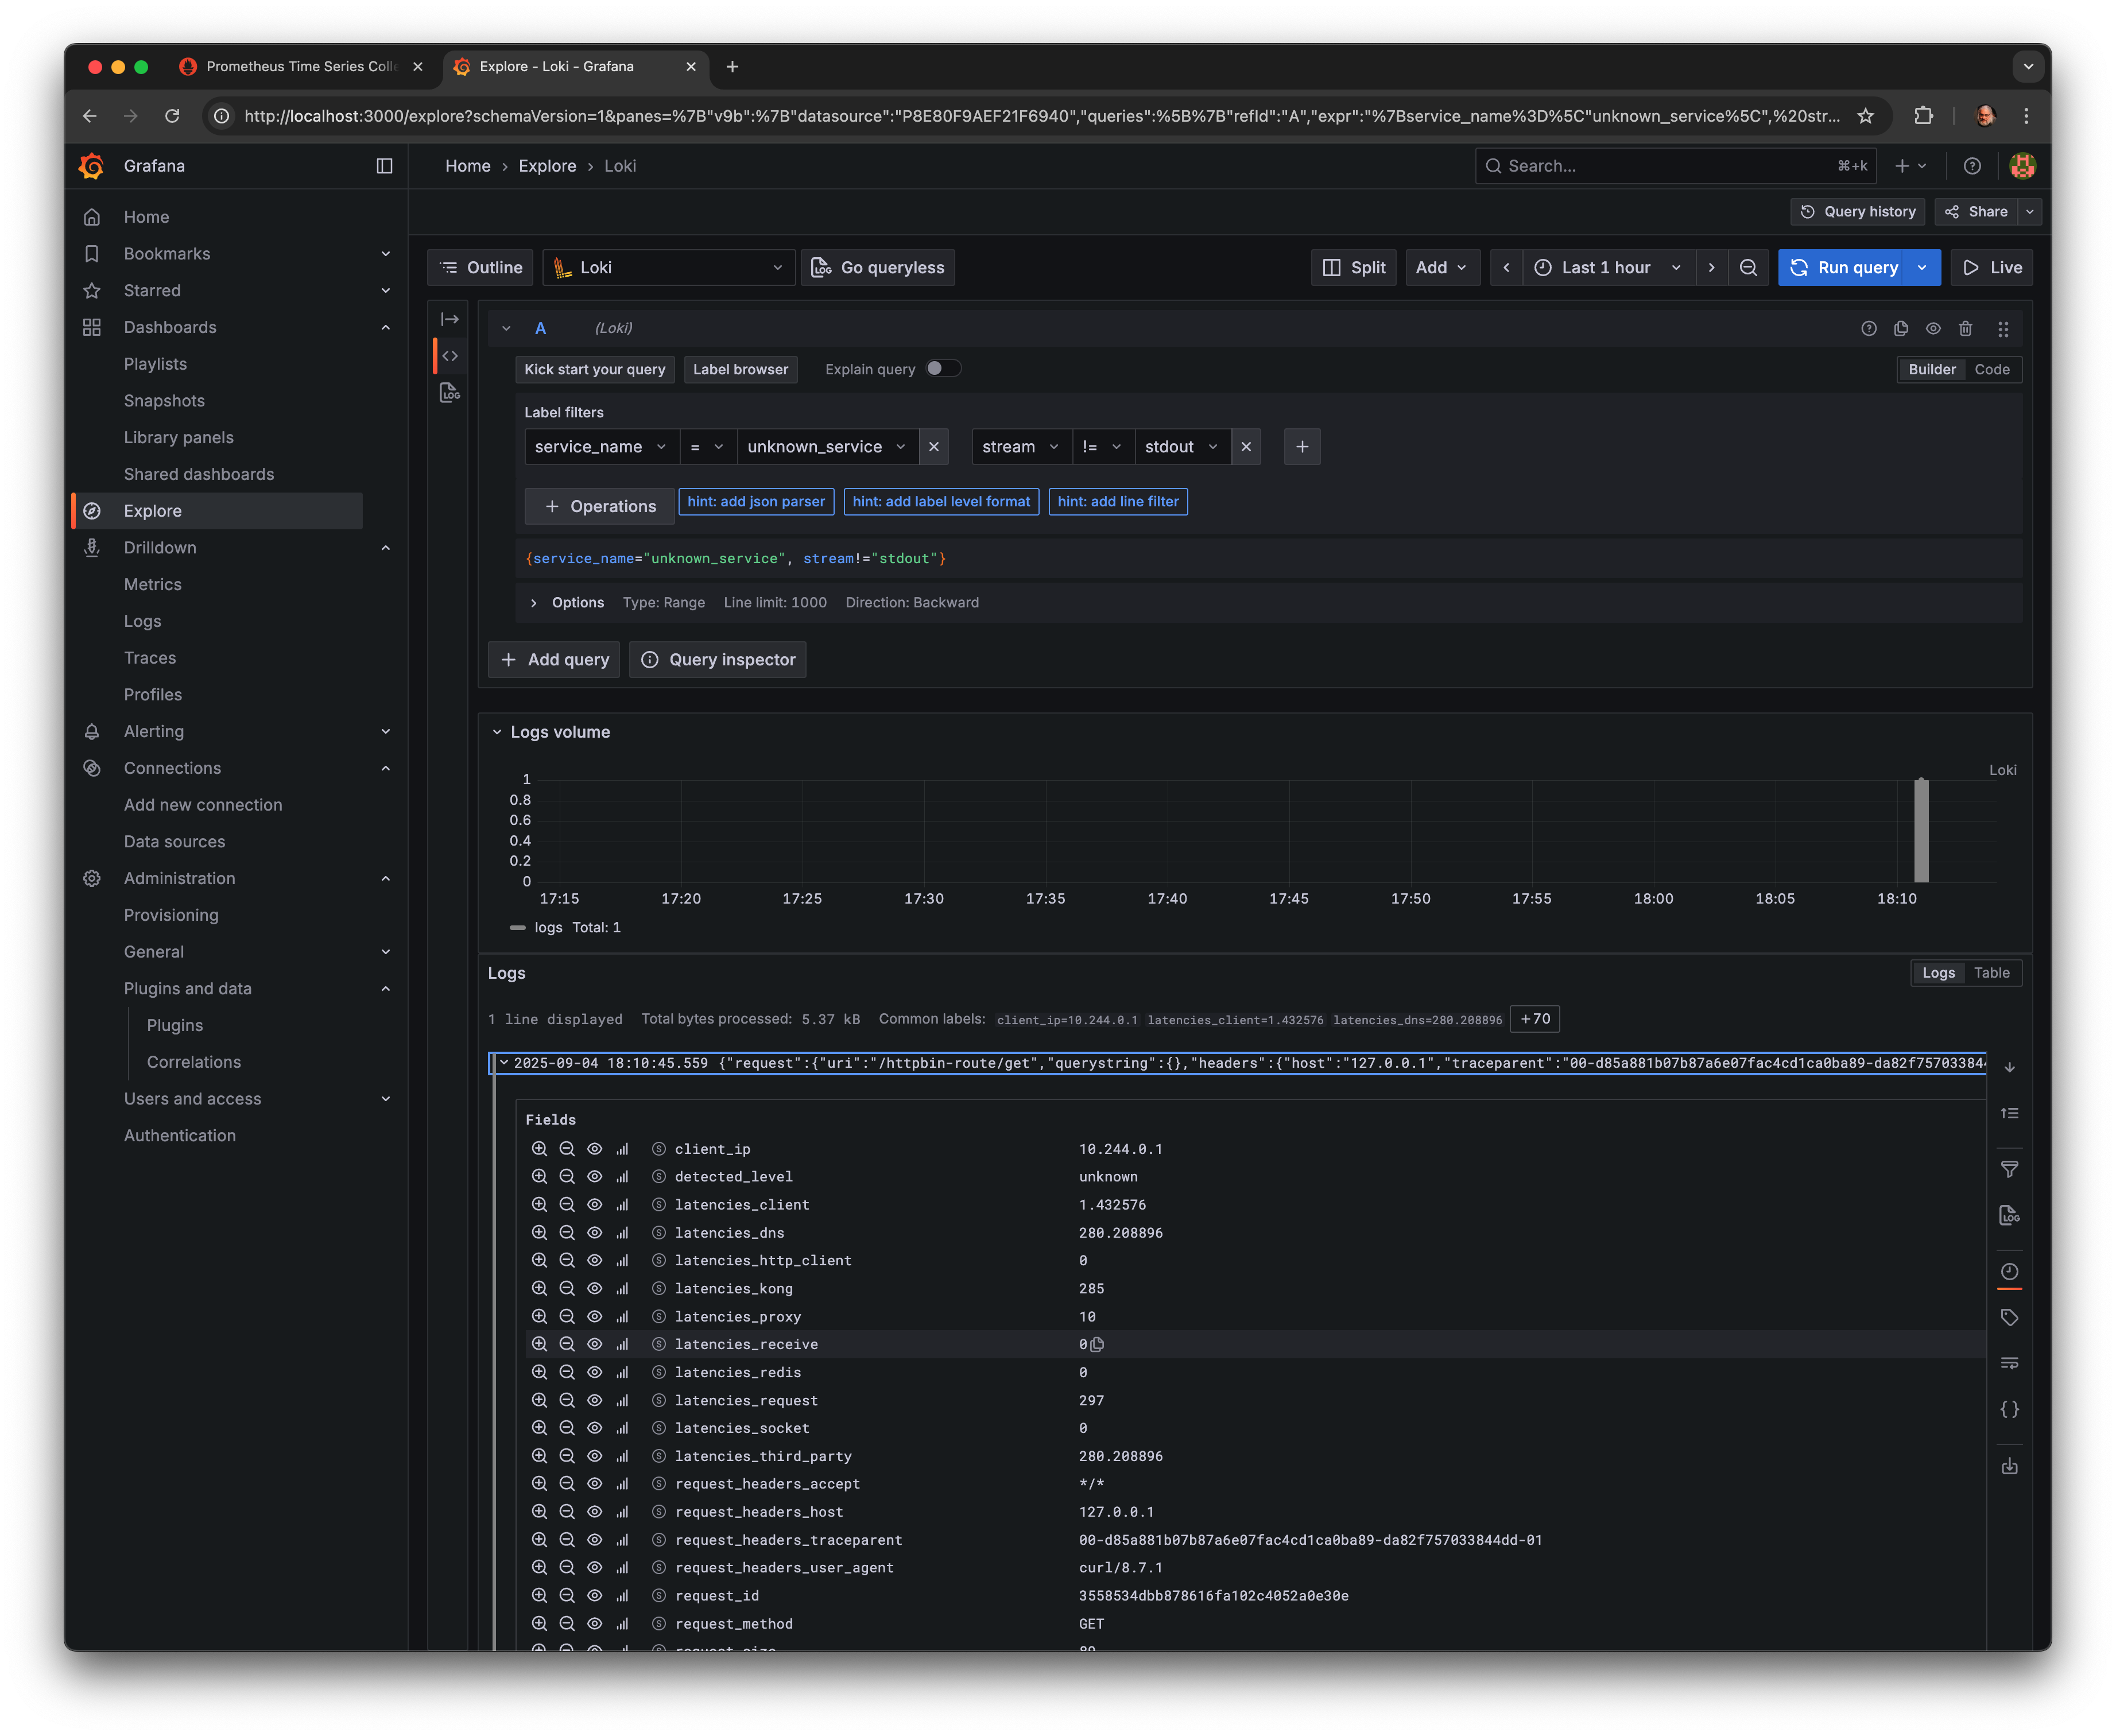 Prometheus Time Series Colle
Explore - Loki - Grafana
http://localhost:3000/explore?schemaVersion=1&panes=%7B"v9b":%7B"datasource":"P8E80F9AEF21F6940","queries":%5B%7B"refId":"A","expr":"%7Bservice_name%3D%5C"unknown_service%5C",%20str...
Grafana
Home › Explore › Loki
Search...
⌘+k
Query history
Share
Home
Bookmarks
Starred
Dashboards
Playlists
Snapshots
Library panels
Shared dashboards
Explore
Drilldown
Metrics
Logs
Traces
Profiles
Alerting
Connections
Add new connection
Data sources
Administration
Provisioning
General
Plugins and data
Plugins
Correlations
Users and access
Authentication
Outline
Loki
Go queryless
Split
Add
Last 1 hour
Run query
Live
A (Loki)
Kick start your query
Label browser
Explain query
Builder
Code
Label filters
service_name = unknown_service
stream != stdout
+ Operations
hint: add json parser
hint: add label level format
hint: add line filter
{service_name="unknown_service", stream!="stdout"}
Options Type: Range Line limit: 1000 Direction: Backward
+ Add query
Query inspector
Logs volume
Loki
1
0.8
0.6
0.4
0.2
0
17:15 17:20 17:25 17:30 17:35 17:40 17:45 17:50 17:55 18:00 18:05 18:10
logs Total: 1
Logs
Logs
Table
1 line displayed Total bytes processed: 5.37 kB Common labels: client_ip=10.244.0.1 latencies_client=1.432576 latencies_dns=280.208896 +70
2025-09-04 18:10:45.559 {"request":{"uri":"/httpbin-route/get","querystring":{},"headers":{"host":"127.0.0.1","traceparent":"00-d85a881b07b87a6e07fac4cd1ca0ba89-da82f757033844
Fields
client_ip 10.244.0.1
detected_level unknown
latencies_client 1.432576
latencies_dns 280.208896
latencies_http_client 0
latencies_kong 285
latencies_proxy 10
latencies_receive 0
latencies_redis 0
latencies_request 297
latencies_socket 0
latencies_third_party 280.208896
request_headers_accept */*
request_headers_host 127.0.0.1
request_headers_traceparent 00-d85a881b07b87a6e07fac4cd1ca0ba89-da82f757033844dd-01
request_headers_user_agent curl/8.7.1
request_id 3558534dbb878616fa102c4052a0e30e
request_method GET